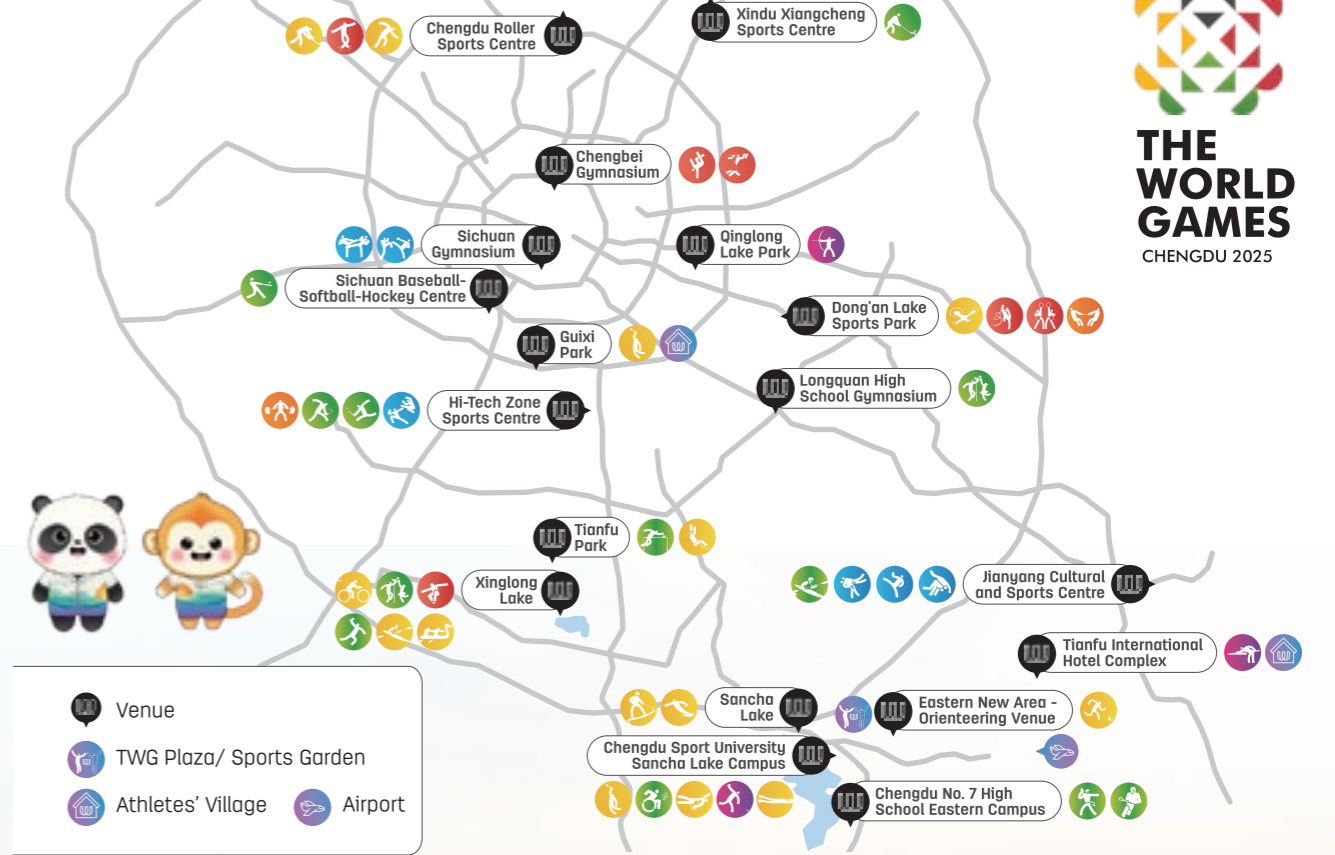 Chengdu Roller
Sports Centre
Xindu Xiangcheng
Sports Centre
THE
WORLD
GAMES
CHENGDU 2025
Chengbei
Gymnasium
Sichuan
Gymnasium
Qinglong
Lake Park
Sichuan Baseball-
Softball-Hockey Centre
Dong'an Lake
Sports Park
Guixi
Park
Longquan High
School Gymnasium
Hi-Tech Zone
Sports Centre
Tianfu
Park
Xinglong
Lake
Jianyang Cultural
and Sports Centre
Tianfu International
Hotel Complex
Sancha
Lake
Eastern New Area -
Orienteering Venue
Chengdu Sport University
Sancha Lake Campus
Chengdu No. 7 High
School Eastern Campus
Venue
TWG Plaza/ Sports Garden
Athletes' Village
Airport